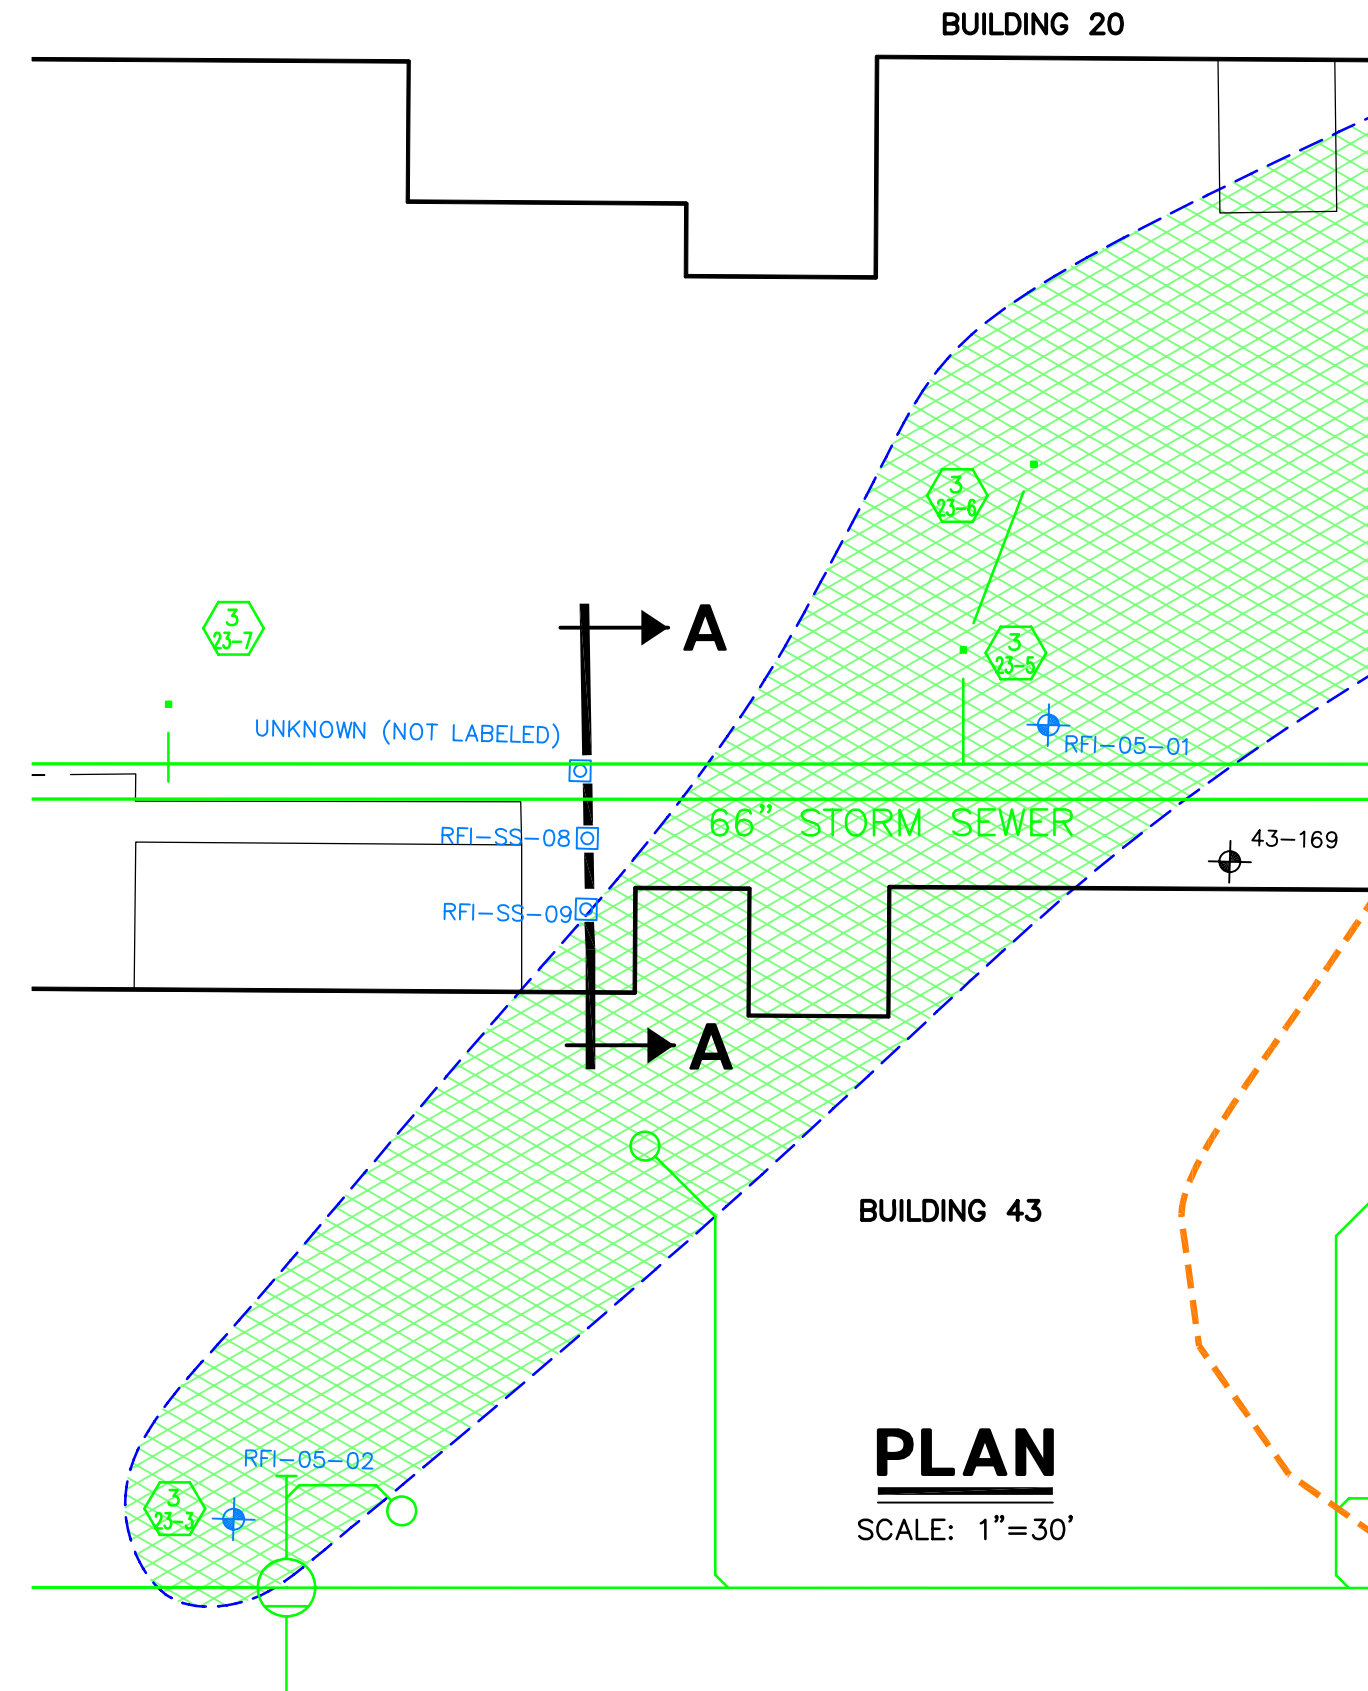 BUILDING 20
3
23-6
3
23-7
A
3
23-5
UNKNOWN (NOT LABELED)
RFI-05-01
66” STORM SEWER
RFI-SS-08
43-169
RFI-SS-09
A
BUILDING 43
PLAN
RFI-05-02
3
23-3
SCALE: 1”=30’